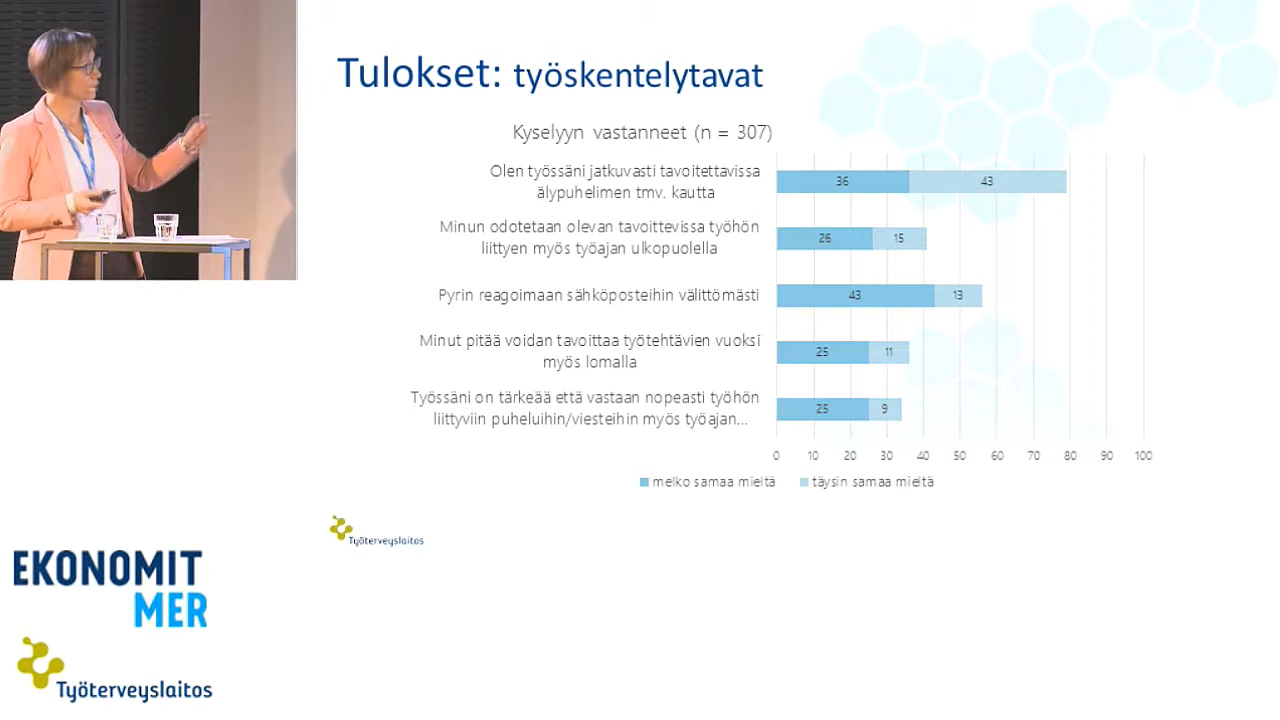 Tulokset: työskentelytavat
Kyselyyn vastanneet (n = 307)
Olen työssäni jatkuvasti tavoitettavissa
älypuhelimen tmv. kautta
36 43
Minun odotetaan olevan tavoittevissa työhön
liittyen myös työajan ulkopuolella
26 15
Pyrin reagoimaan sähköposteihin välittömästi
43 13
Minut pitää voidan tavoittaa työtehtävien vuoksi
myös lomalla
25 11
Työssäni on tärkeää että vastaan nopeasti työhön
liittyviin puheluihin/viesteihin myös työajan...
25 9
0 10 20 30 40 50 60 70 80 90 100
melko samaa mieltä täysin samaa mieltä
Työterveyslaitos
EKONOMIT
MER
Työterveyslaitos